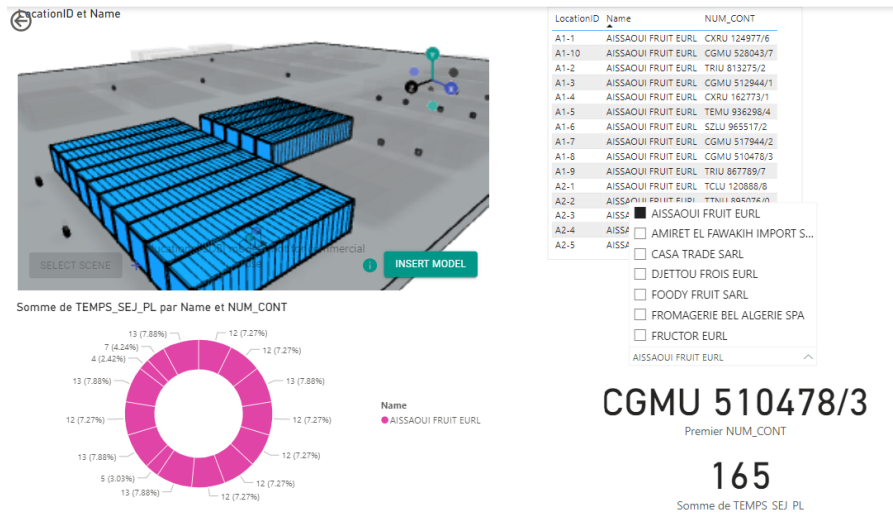 LocationID et Name
SELECT SCENE
INSERT MODEL
LocationID Name NUM_CONT
A1-1 AISSAOUI FRUIT EURL CXRU 124977/6
A1-10 AISSAOUI FRUIT EURL CGMU 528043/7
A1-2 AISSAOUI FRUIT EURL TRIU 813275/2
A1-3 AISSAOUI FRUIT EURL CGMU 512944/1
A1-4 AISSAOUI FRUIT EURL CXRU 162773/1
A1-5 AISSAOUI FRUIT EURL TEMU 936298/4
A1-6 AISSAOUI FRUIT EURL SZLU 965517/2
A1-7 AISSAOUI FRUIT EURL CGMU 517944/2
A1-8 AISSAOUI FRUIT EURL CGMU 510478/3
A1-9 AISSAOUI FRUIT EURL TRIU 867789/7
A2-1 AISSAOUI FRUIT EURL TCLU 120888/8
A2-2 AISSAOUI FRUIT EURL TTNU 895076/0
A2-3 AISSA
A2-4 AISSA
A2-5 AISSA
AISSAOUI FRUIT EURL
AMIRET EL FAWAKIH IMPORT S...
CASA TRADE SARL
DJETTOU FROIS EURL
FOODY FRUIT SARL
FROMAGERIE BEL ALGERIE SPA
FRUCTOR EURL
AISSAOUI FRUIT EURL
Somme de TEMPS_SEJ_PL par Name et NUM_CONT
12 (7.27%)
12 (7.27%)
13 (7.88%)
12 (7.27%)
12 (7.27%)
12 (7.27%)
12 (7.27%)
13 (7.88%)
5 (3.03%)
13 (7.88%)
12 (7.27%)
13 (7.88%)
4 (2.42%)
7 (4.24%)
13 (7.88%)
Name
AISSAOUI FRUIT EURL
CGMU 510478/3
Premier NUM_CONT
165
Somme de TEMPS_SEJ_PL